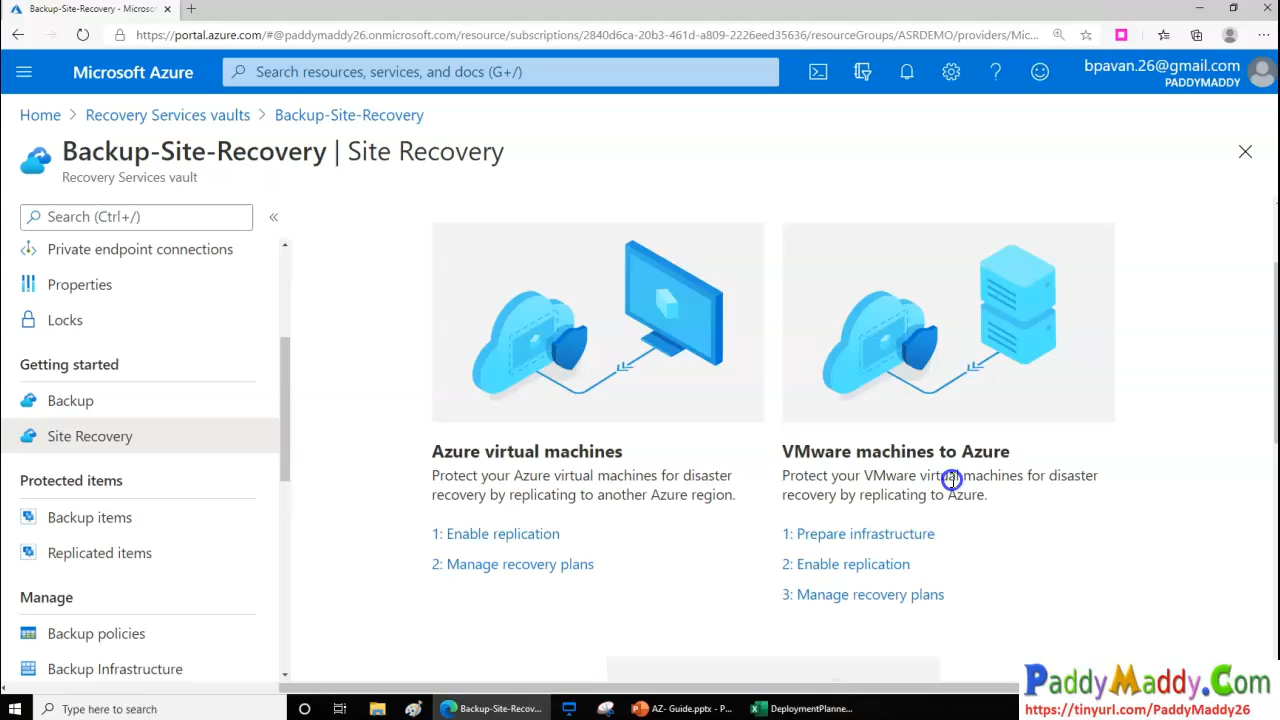 Backup-Site-Recovery - Microsof
https://portal.azure.com/#@paddymaddy26.onmicrosoft.com/resource/subscriptions/2840d6ca-20b3-461d-a809-2226eed35636/resourceGroups/ASRDEMO/providers/Mic...
Microsoft Azure
Search resources, services, and docs (G+/)
bpavan.26@gmail.com
PADDYMADDY
Home > Recovery Services vaults > Backup-Site-Recovery
Backup-Site-Recovery | Site Recovery
Recovery Services vault
Search (Ctrl+/)
«
Private endpoint connections
Properties
Locks
Getting started
Backup
Site Recovery
Protected items
Backup items
Replicated items
Manage
Backup policies
Backup Infrastructure
Azure virtual machines
Protect your Azure virtual machines for disaster
recovery by replicating to another Azure region.
1: Enable replication
2: Manage recovery plans
VMware machines to Azure
Protect your VMware virtual machines for disaster
recovery by replicating to Azure.
1: Prepare infrastructure
2: Enable replication
3: Manage recovery plans
PaddyMaddy.Com
https://tinyurl.com/PaddyMaddy26
Type here to search
Backup-Site-Recov...
AZ- Guide.pptx - P...
DeploymentPlanne...